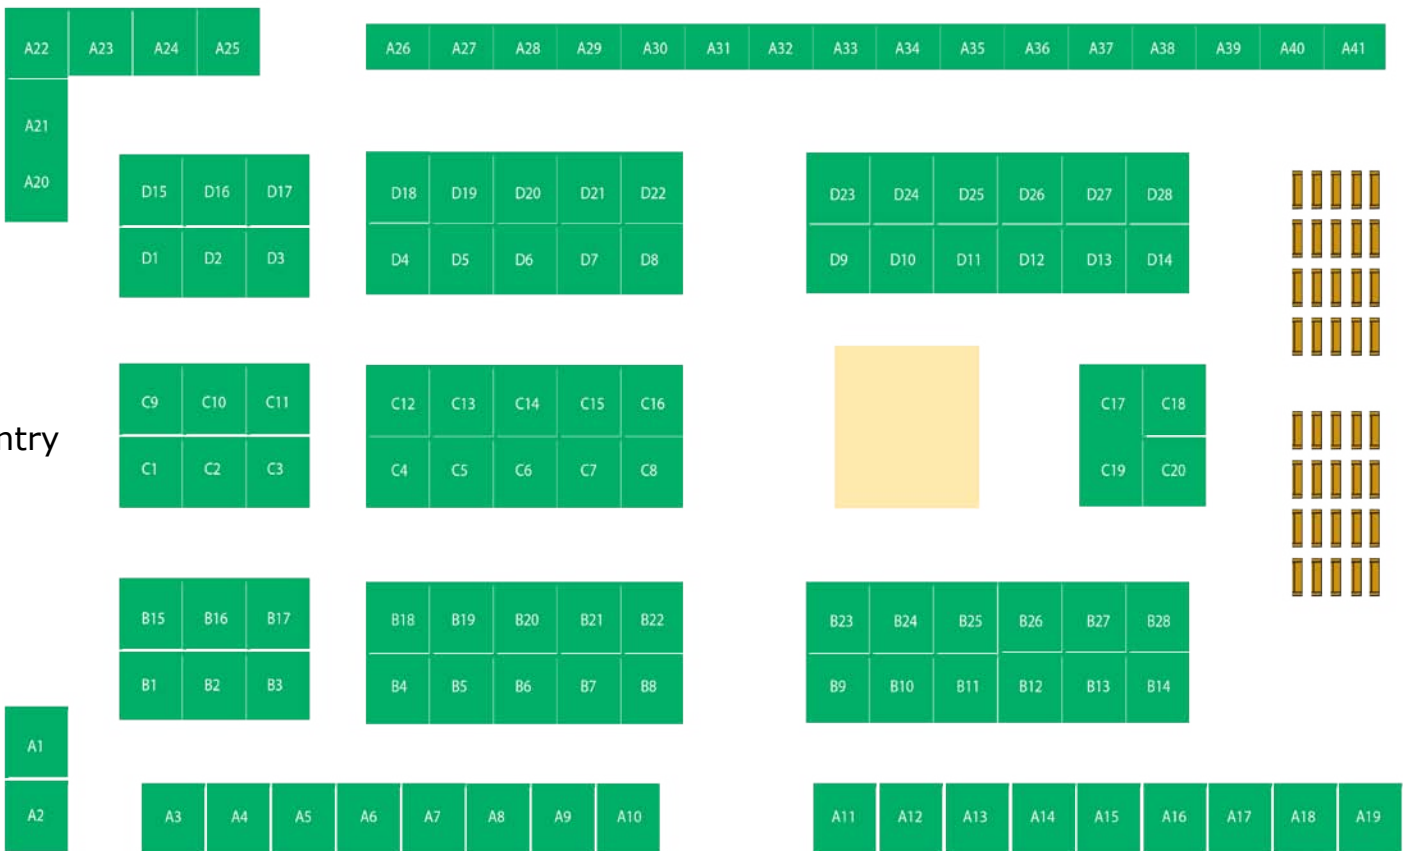 A22 A23 A24 A25 A26 A27 A28 A29 A30 A31 A32 A33 A34 A35 A36 A37 A38 A39 A40 A41
A21
A20 D15 D16 D17 D18 D19 D20 D21 D22 D23 D24 D25 D26 D27 D28
D1 D2 D3 D4 D5 D6 D7 D8 D9 D10 D11 D12 D13 D14
C9 C10 C11 C12 C13 C14 C15 C16 C17 C18
ntry
C1 C2 C3 C4 C5 C6 C7 C8 C19 C20
B15 B16 B17 B18 B19 B20 B21 B22 B23 B24 B25 B26 B27 B28
B1 B2 B3 B4 B5 B6 B7 B8 B9 B10 B11 B12 B13 B14
A1
A2 A3 A4 A5 A6 A7 A8 A9 A10 A11 A12 A13 A14 A15 A16 A17 A18 A19